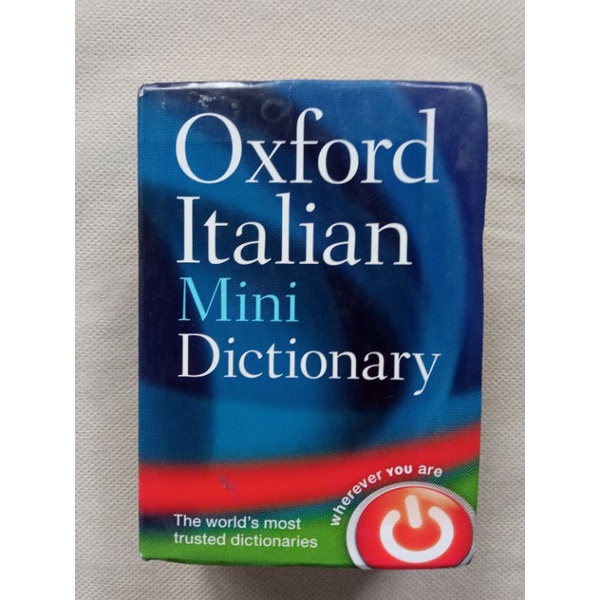 Oxford
Italian
Mini
Dictionary
wherever YOU are
The world's most
trusted dictionaries